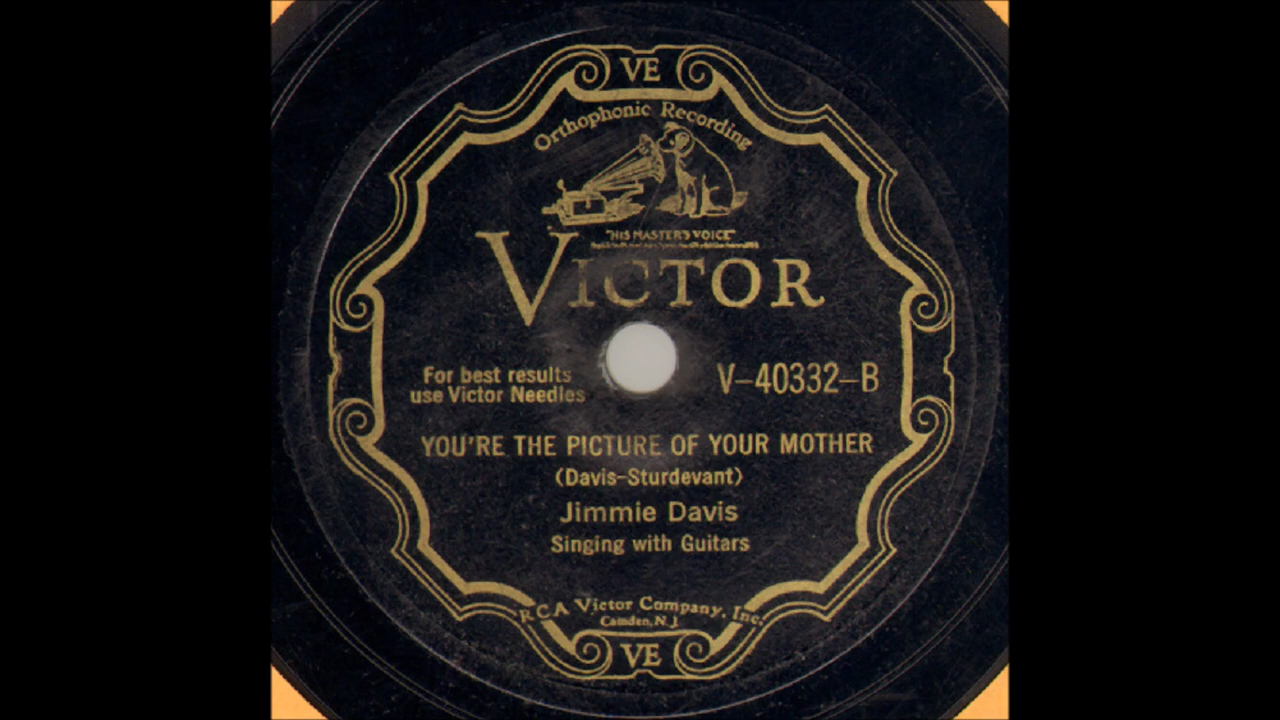 VE
Orthophonic Recording
"HIS MASTER'S VOICE"
VICTOR
For best results
use Victor Needles
V-40332-B
YOU'RE THE PICTURE OF YOUR MOTHER
(Davis-Sturdevant)
Jimmie Davis
Singing with Guitars
RCA Victor Company, Inc.
Camden, N.J.
VE